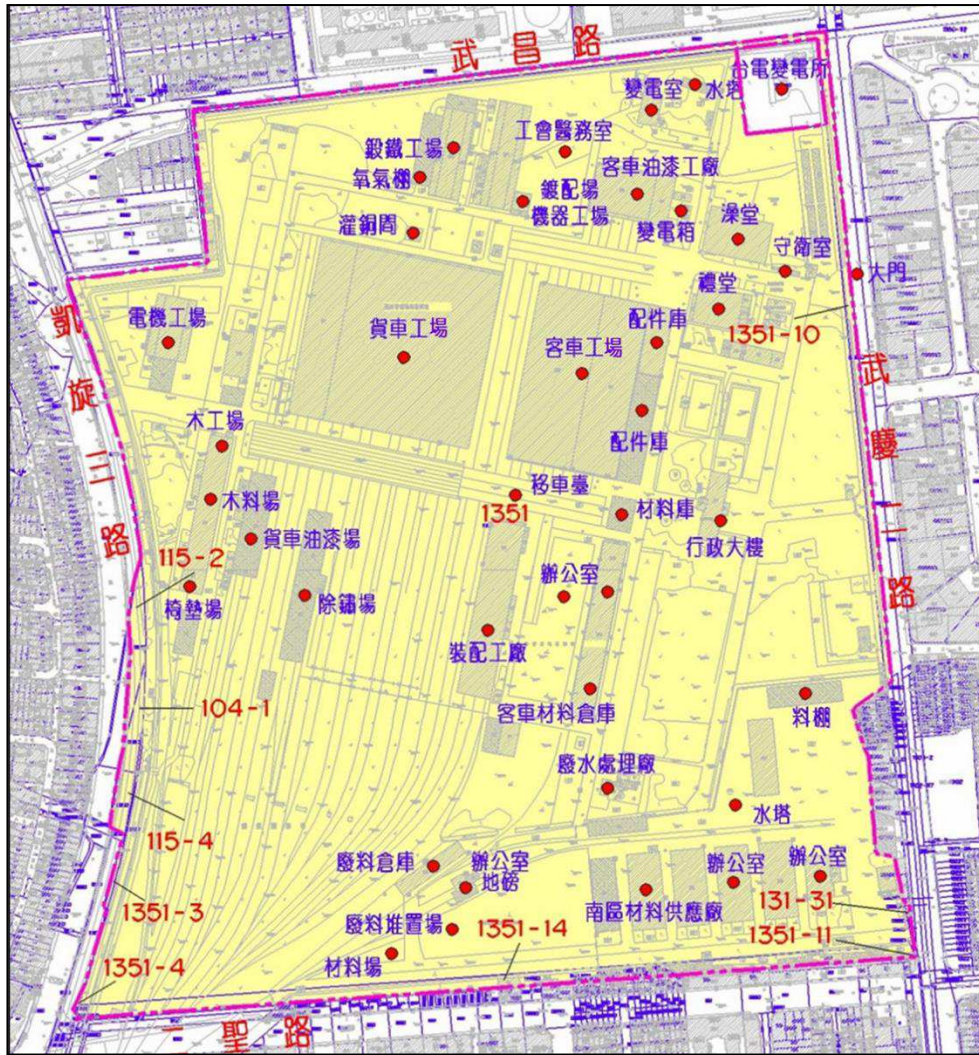 武昌路
台電變電所
變電室
水塔
鍛鐵工場
工會醫務室
氧氣棚
客車油漆工廠
鍍配場
機器工場
變電箱
澡堂
灌銅間
守衛室
大門
禮堂
電機工場
貨車工場
客車工場
配件庫
1351-10
凱旋三路
武慶二路
配件庫
木工場
移車臺
1351
木料場
材料庫
貨車油漆場
行政大樓
115-2
椅墊場
除鏽場
辦公室
裝配工廠
104-1
客車材料倉庫
料棚
廢水處理廠
115-4
水塔
廢料倉庫
辦公室
地磅
辦公室
辦公室
1351-3
南區材料供應廠
131-31
廢料堆置場
1351-14
1351-11
材料場
1351-4
二聖路